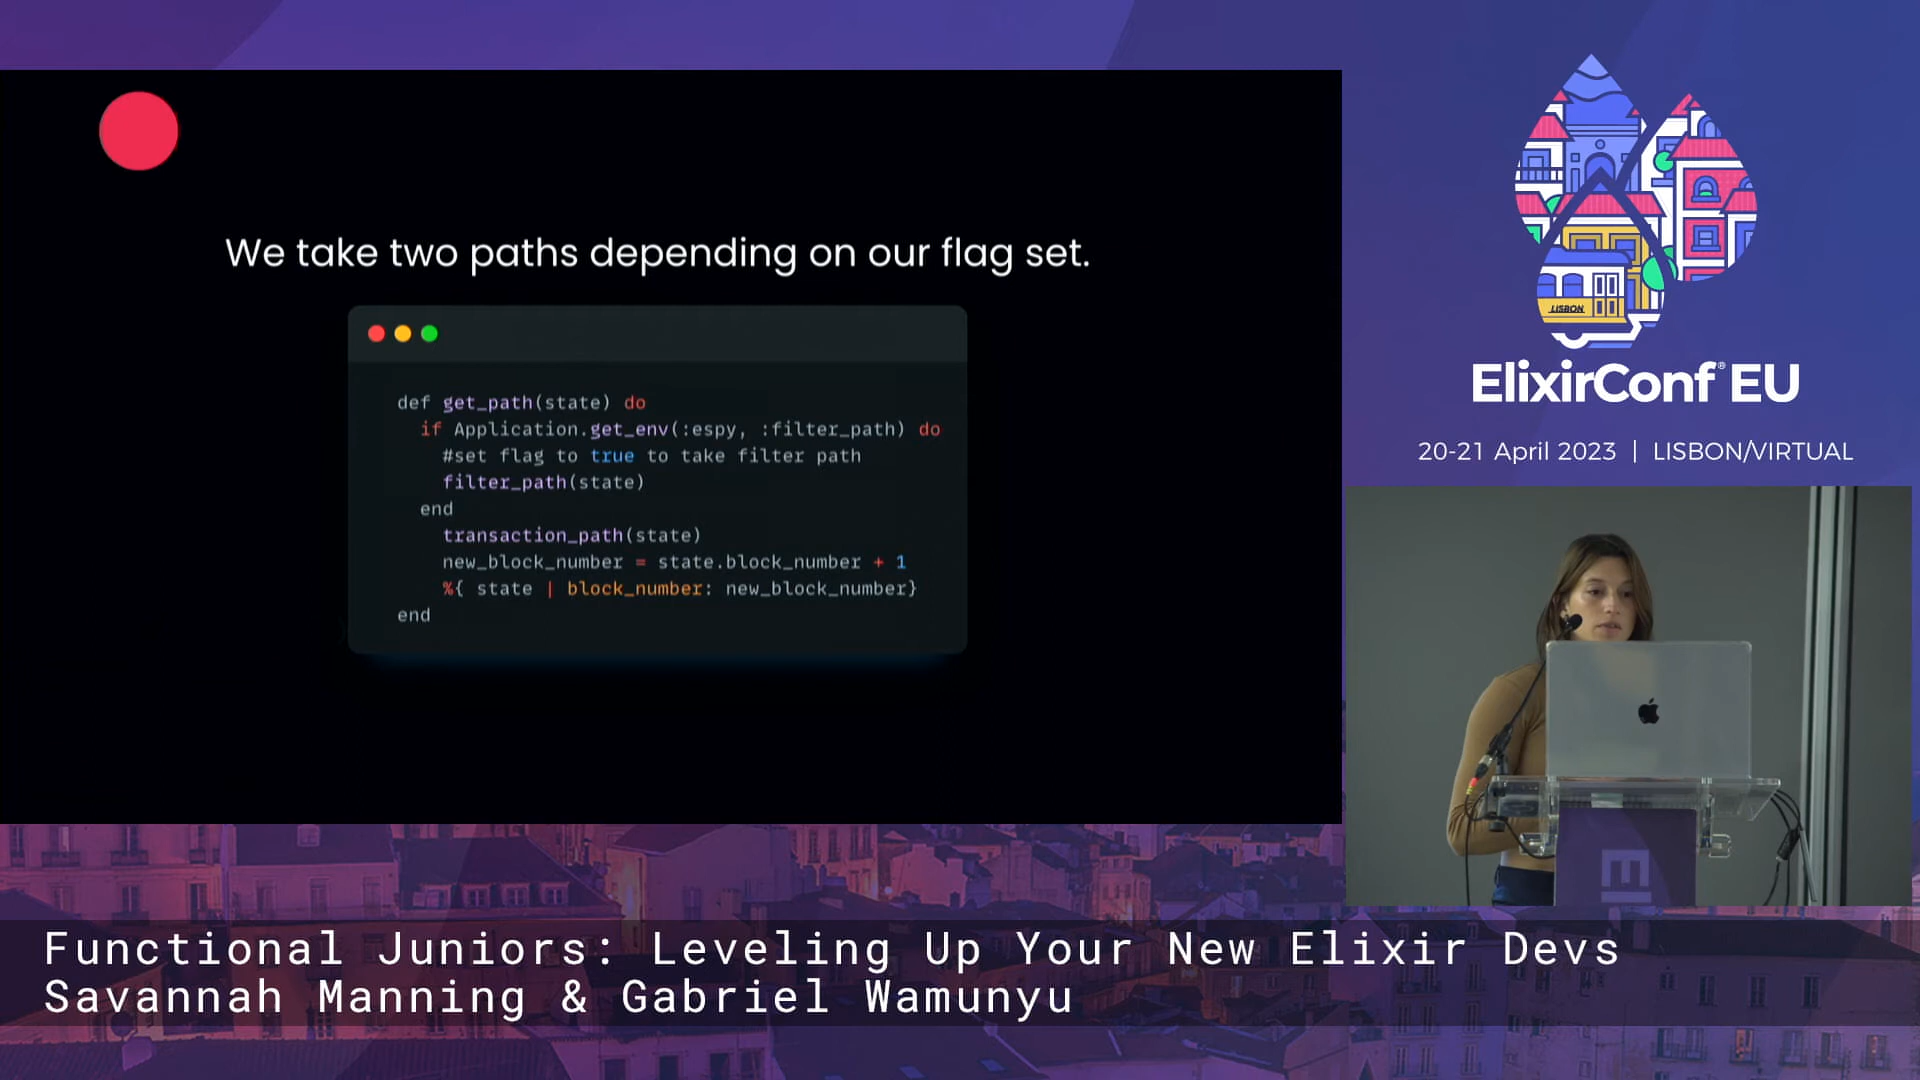 We take two paths depending on our flag set.
def get_path(state) do
if Application.get_env(:espy, :filter_path) do
#set flag to true to take filter path
filter_path(state)
end
transaction_path(state)
new_block_number = state.block_number + 1
%{ state | block_number: new_block_number}
end
LISBON
ElixirConf® EU
20-21 April 2023 | LISBON/VIRTUAL
Functional Juniors: Leveling Up Your New Elixir Devs
Savannah Manning & Gabriel Wamunyu